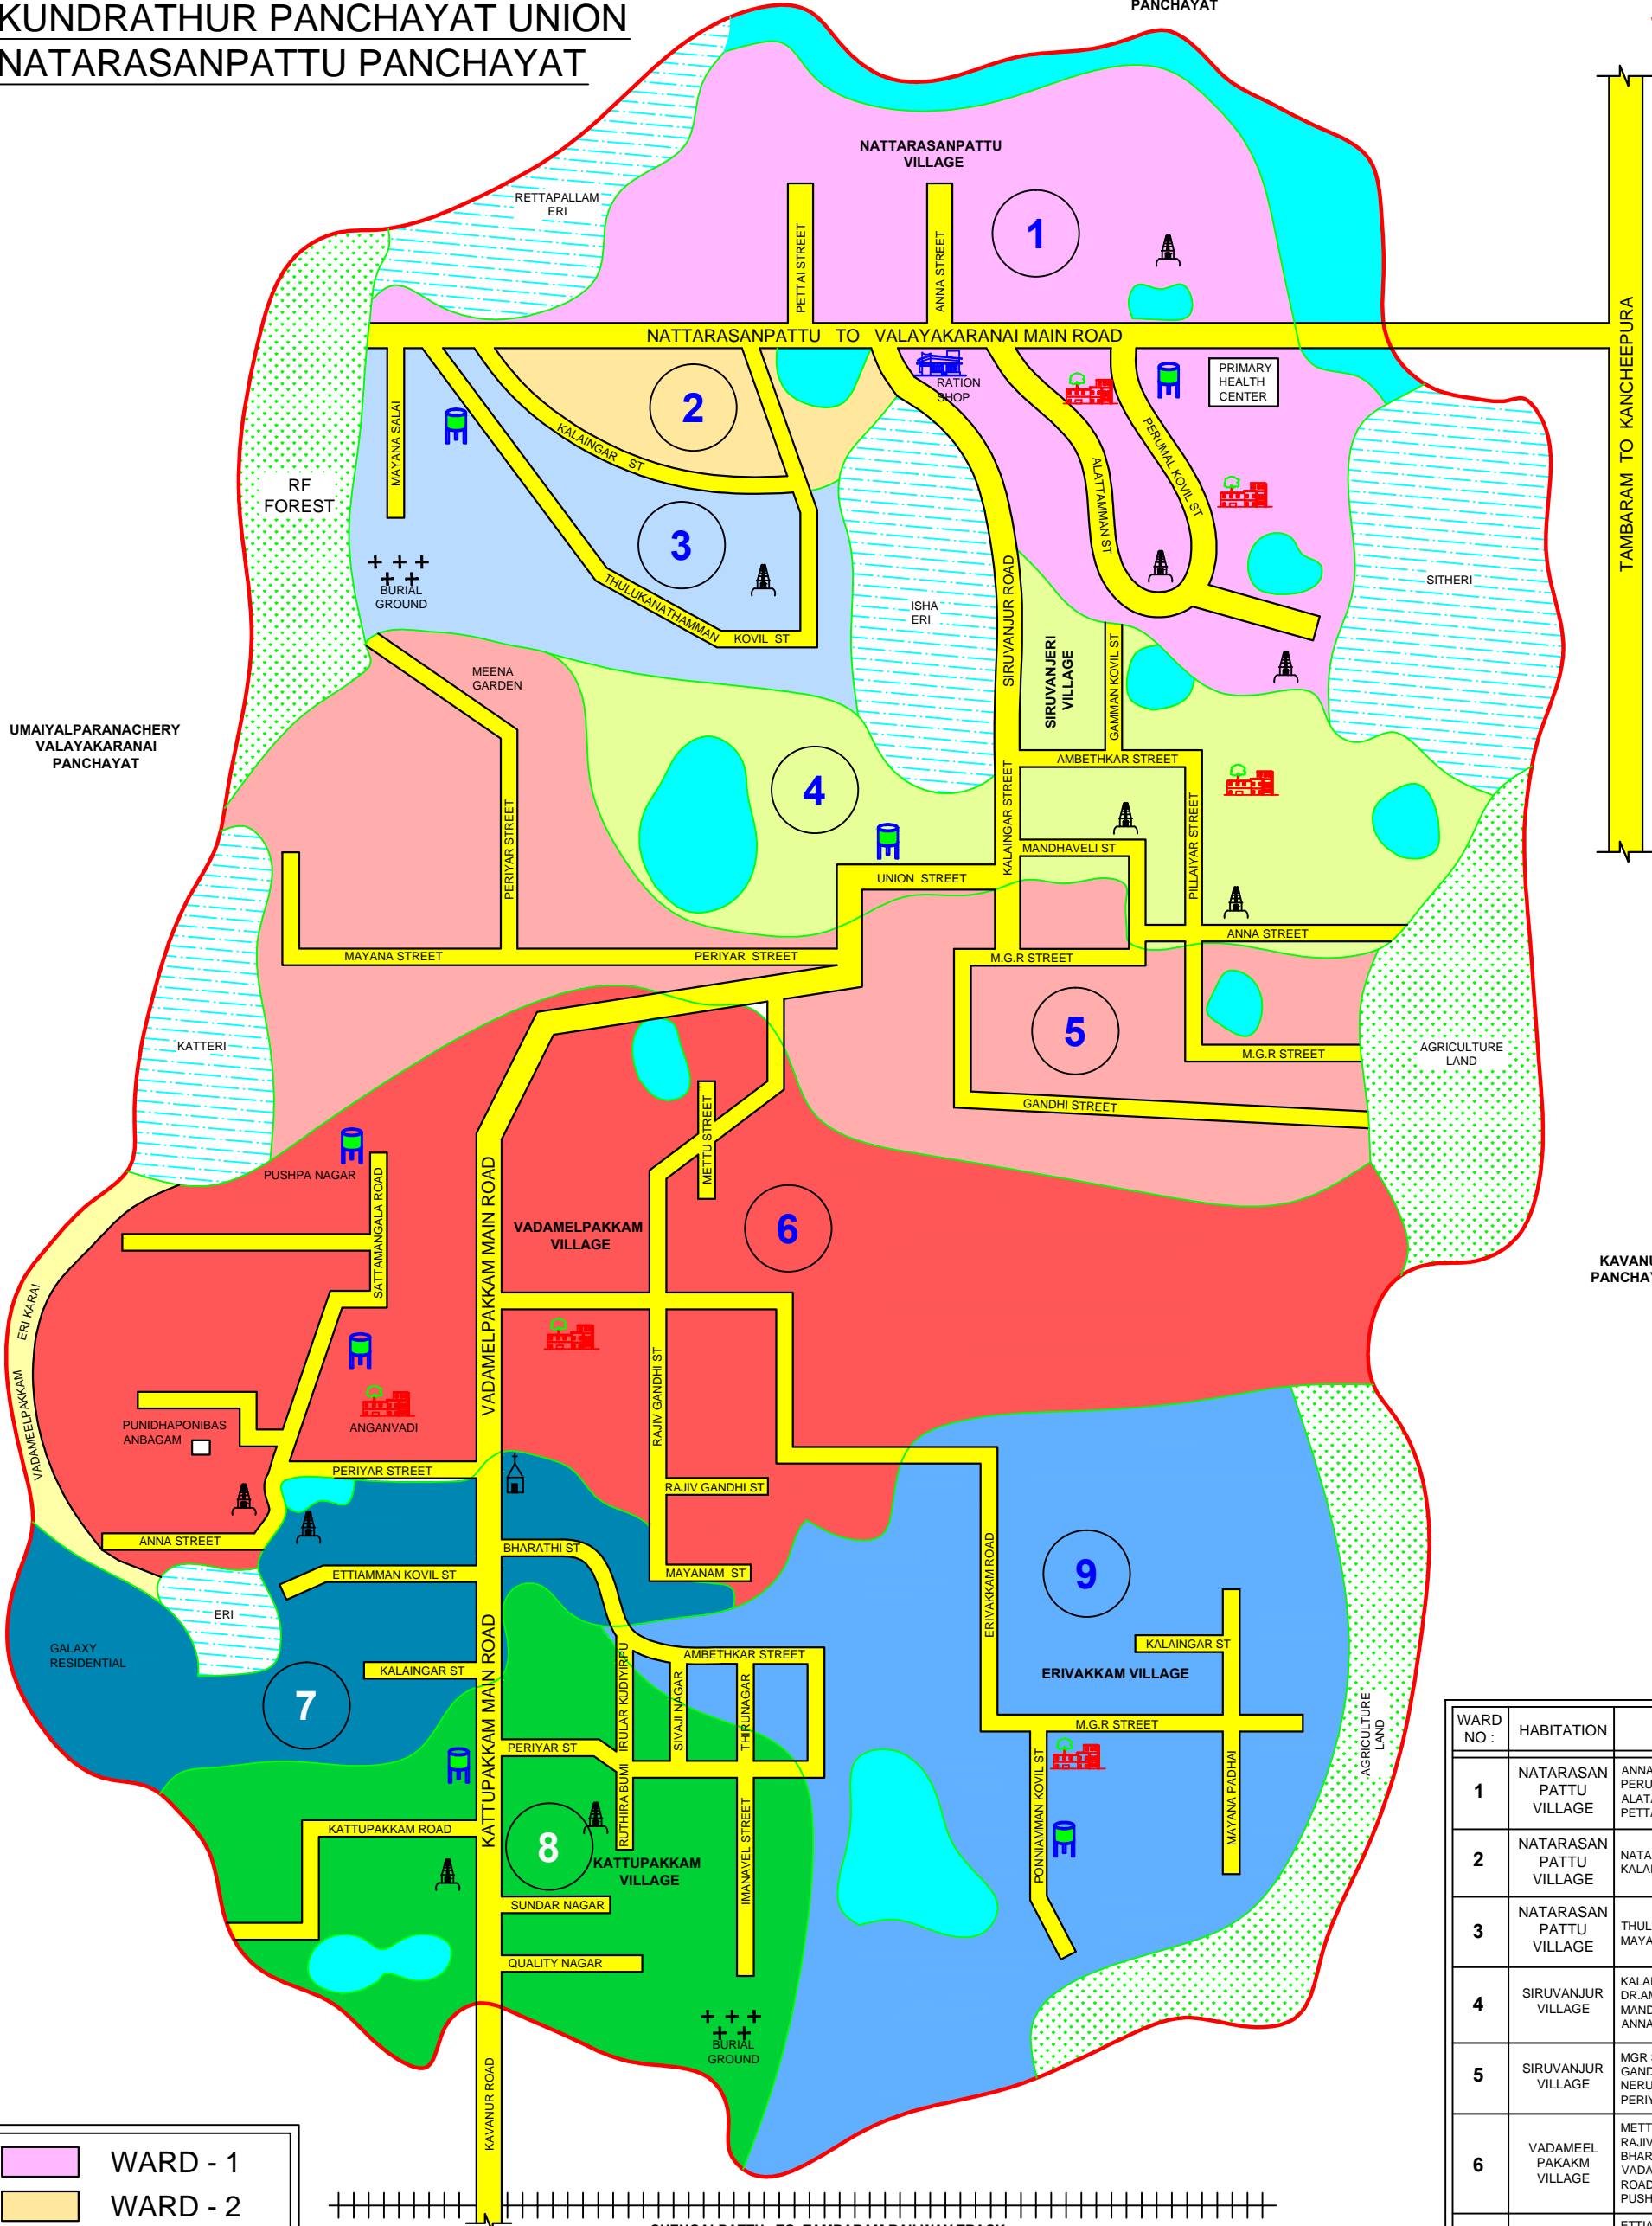 KUNDRATHUR PANCHAYAT UNION
NATARASANPATTU PANCHAYAT
PANCHAYAT
NATTARASANPATTU
VILLAGE
RETTAPALLAM
ERI
1
PETTAI STREET
ANNA STREET
NATTARASANPATTU TO VALAYAKARANAI MAIN ROAD
TAMBARAM TO KANCHEEPURA
RATION
SHOP
PRIMARY
HEALTH
CENTER
2
MAYANA SALAI
KALAINGAR ST
PERUMAL KOVIL ST
ALATTAMMAN ST
RF
FOREST
3
BURIAL
GROUND
THULUKANATHAMMAN
KOVIL ST
ISHA
ERI
SIRUVANJUR ROAD
SITHERI
SIRUVANJERI
VILLAGE
GAMMAN KOVIL ST
MEENA
GARDEN
UMAIYALPARANACHERY
VALAYAKARANAI
PANCHAYAT
4
AMBETHKAR STREET
KALAINGAR STREET
PERIYAR STREET
MANDHAVELI ST
PILLAYAR STREET
UNION STREET
ANNA STREET
MAYANA STREET
PERIYAR STREET
M.G.R STREET
5
KATTERI
M.G.R STREET
AGRICULTURE
LAND
GANDHI STREET
METTU STREET
PUSHPA NAGAR
SATTAMANGALA ROAD
VADAMELPAKKAM MAIN ROAD
VADAMELPAKKAM
VILLAGE
6
ERI KARAI
VADAMEELPAKKAM
RAJIV GANDHI ST
PUNIDHAPONIBAS
ANBAGAM
ANGANVADI
PERIYAR STREET
RAJIV GANDHI ST
ANNA STREET
BHARATHI ST
ETTIAMMAN KOVIL ST
MAYANAM ST
ERIVAKKAM ROAD
9
ERI
GALAXY
RESIDENTIAL
KATTUPAKKAM MAIN ROAD
KALAINGAR ST
7
IRULAR KUDIYIRPU
AMBETHKAR STREET
SIVAJI NAGAR
THIRUNAGAR
KALAINGAR ST
ERIVAKKAM VILLAGE
M.G.R STREET
AGRICULTURE
LAND
PERIYAR ST
RUTHIRA BUMI
IMANAVEL STREET
PONNIAMMAN KOVIL ST
MAYANA PADHAI
KATTUPAKKAM ROAD
8
KATTUPAKKAM
VILLAGE
SUNDAR NAGAR
QUALITY NAGAR
BURIAL
GROUND
KAVANUR ROAD
WARD - 1
WARD - 2
WARD
NO :
HABITATION
1
NATARASAN
PATTU
VILLAGE
2
NATARASAN
PATTU
VILLAGE
3
NATARASAN
PATTU
VILLAGE
4
SIRUVANJUR
VILLAGE
5
SIRUVANJUR
VILLAGE
MGR
6
VADAMEEL
PAKAKM
VILLAGE